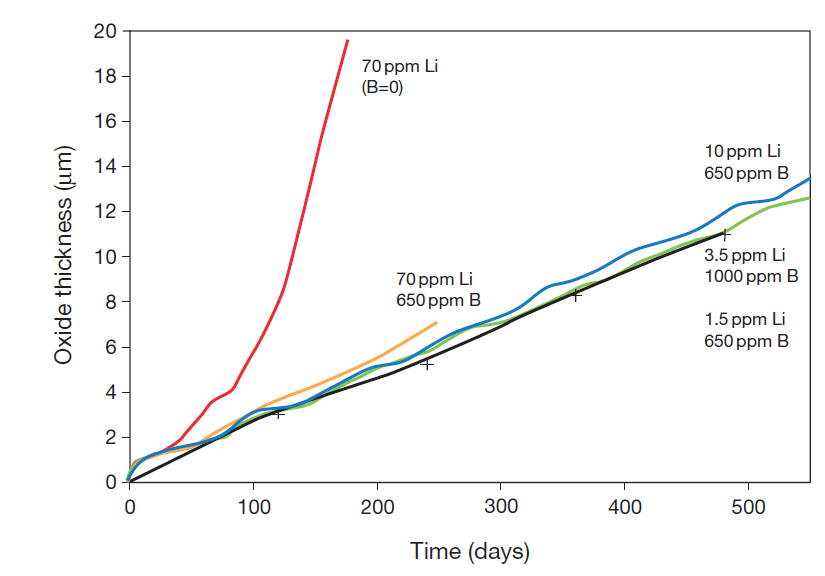 20
18
16
14
12
10
8
6
4
2
0
Oxide thickness (μm)
70 ppm Li
(B=0)
10 ppm Li
650 ppm B
3.5 ppm Li
1000 ppm B
70 ppm Li
650 ppm B
1.5 ppm Li
650 ppm B
0 100 200 300 400 500
Time (days)